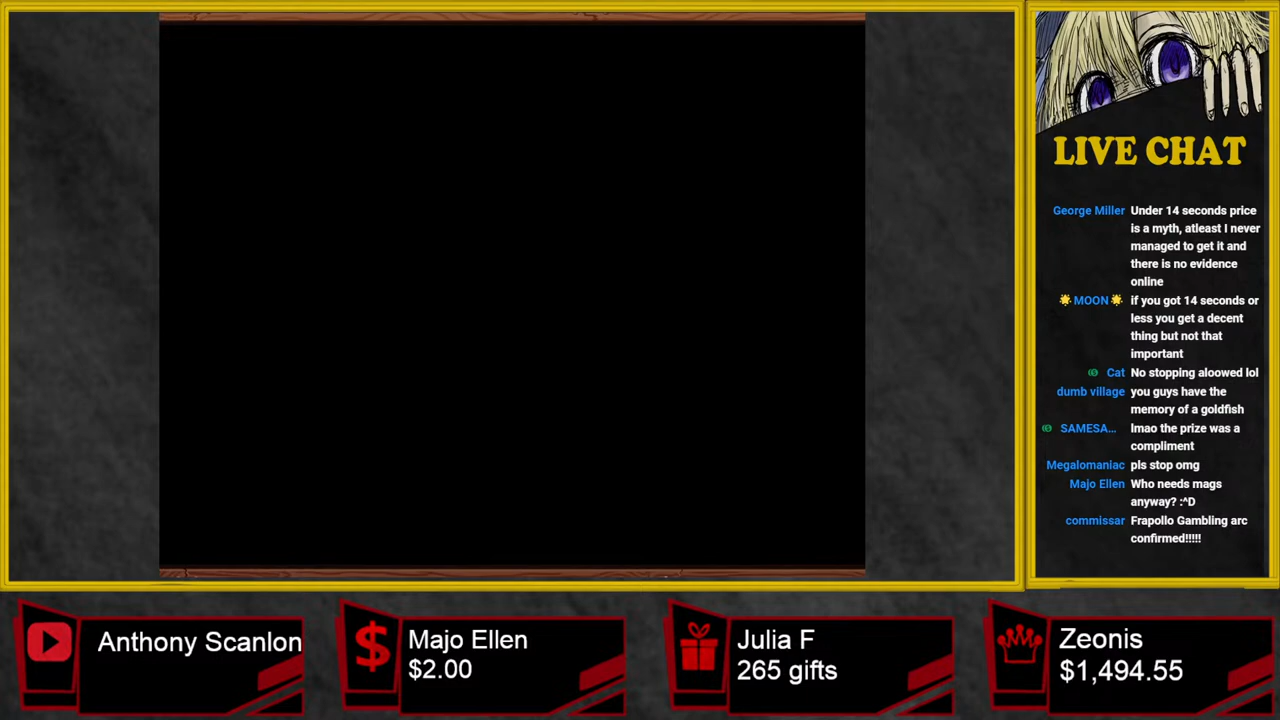 LIVE CHAT
George Miller Under 14 seconds price
is a myth, atleast I never
managed to get it and
there is no evidence
online
MOON if you got 14 seconds or
less you get a decent
thing but not that
important
Cat No stopping aloowed lol
dumb village you guys have the
memory of a goldfish
SAMESA... lmao the prize was a
compliment
Megalomaniac pls stop omg
Majo Ellen Who needs mags
anyway? :^D
commissar Frapollo Gambling arc
confirmed!!!!!
Anthony Scanlon
Majo Ellen
$2.00
Julia F
265 gifts
Zeonis
$1,494.55